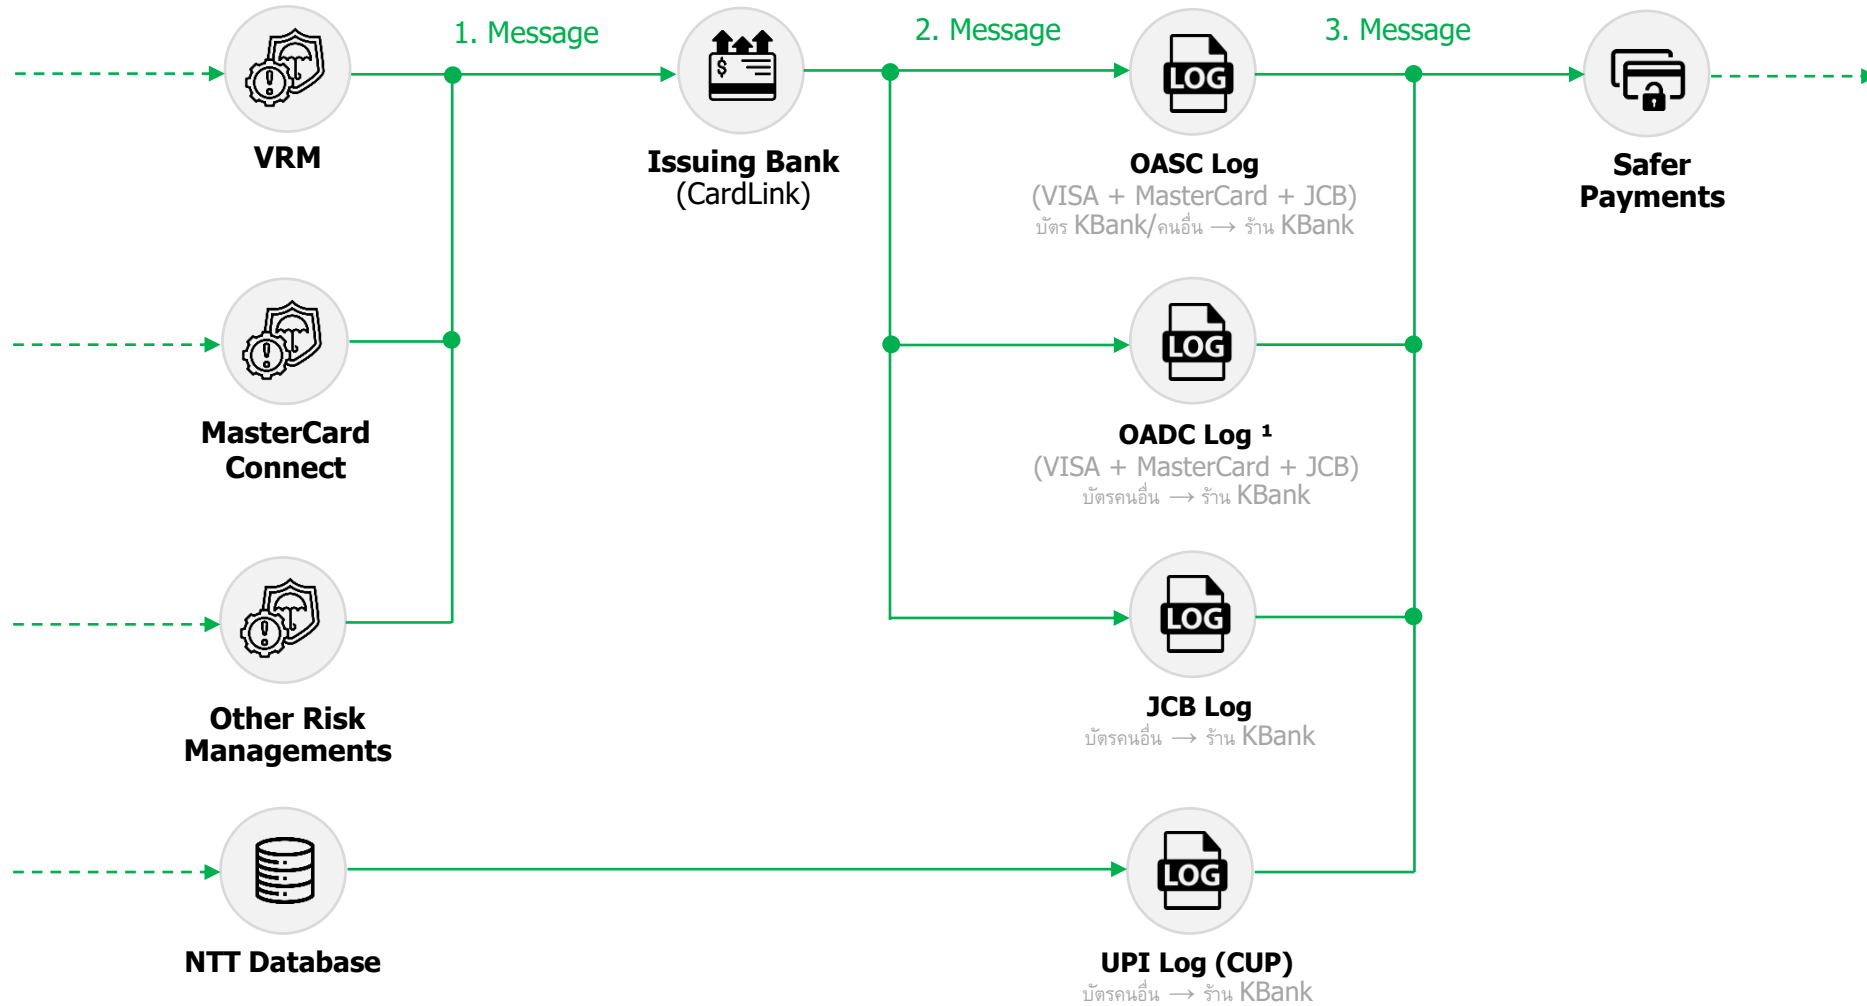 1. Message
2. Message
3. Message
$
LOG
VRM
Issuing Bank
(CardLink)
OASC Log
(VISA + MasterCard + JCB)
บัตร KBank/คนอื่น → ร้าน KBank
Safer
Payments
LOG
MasterCard
Connect
OADC Log ¹
(VISA + MasterCard + JCB)
บัตรคนอื่น → ร้าน KBank
LOG
Other Risk
Managements
JCB Log
บัตรคนอื่น → ร้าน KBank
LOG
NTT Database
UPI Log (CUP)
บัตรคนอื่น → ร้าน KBank